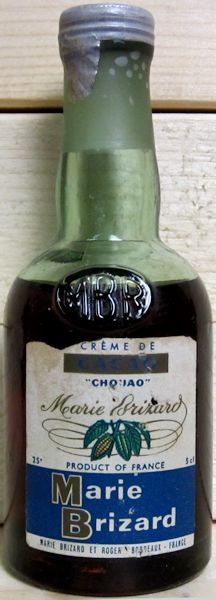 MBR
CRÈME DE
CACAO
"CHOUAO"
Marie Brizard
25° 5 cl
PRODUCT OF FRANCE
Marie
Brizard
MARIE BRIZARD ET ROGER BORDEAUX - FRANCE